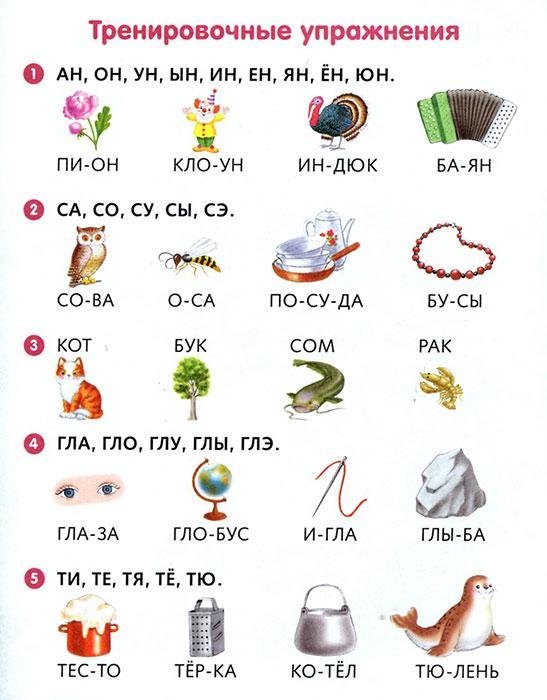 Тренировочные упражнения
1 АН, ОН, УН, ЫН, ИН, ЕН, ЯН, ЁН, ЮН.
ПИ-ОН КЛО-УН ИН-ДЮК БА-ЯН
2 СА, СО, СУ, СЫ, СЭ.
СО-ВА О-СА ПО-СУ-ДА БУ-СЫ
3 КОТ БУК СОМ РАК
4 ГЛА, ГЛО, ГЛУ, ГЛЫ, ГЛЭ.
ГЛА-ЗА ГЛО-БУС И-ГЛА ГЛЫ-БА
5 ТИ, ТЕ, ТЯ, ТЁ, ТЮ.
ТЕС-ТО ТЁР-КА КО-ТЁЛ ТЮ-ЛЕНЬ